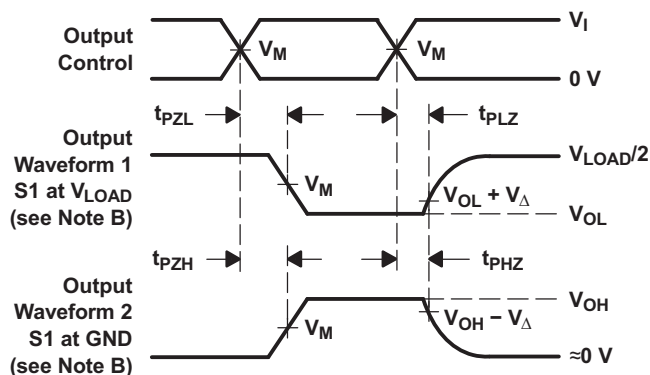 Output
Control
V_M
V_M
V_I
0 V
t_PZL
t_PLZ
Output
Waveform 1
S1 at V_LOAD
(see Note B)
V_M
V_LOAD/2
V_OL + V_Δ
V_OL
t_PZH
t_PHZ
Output
Waveform 2
S1 at GND
(see Note B)
V_M
V_OH
V_OH − V_Δ
≈0 V